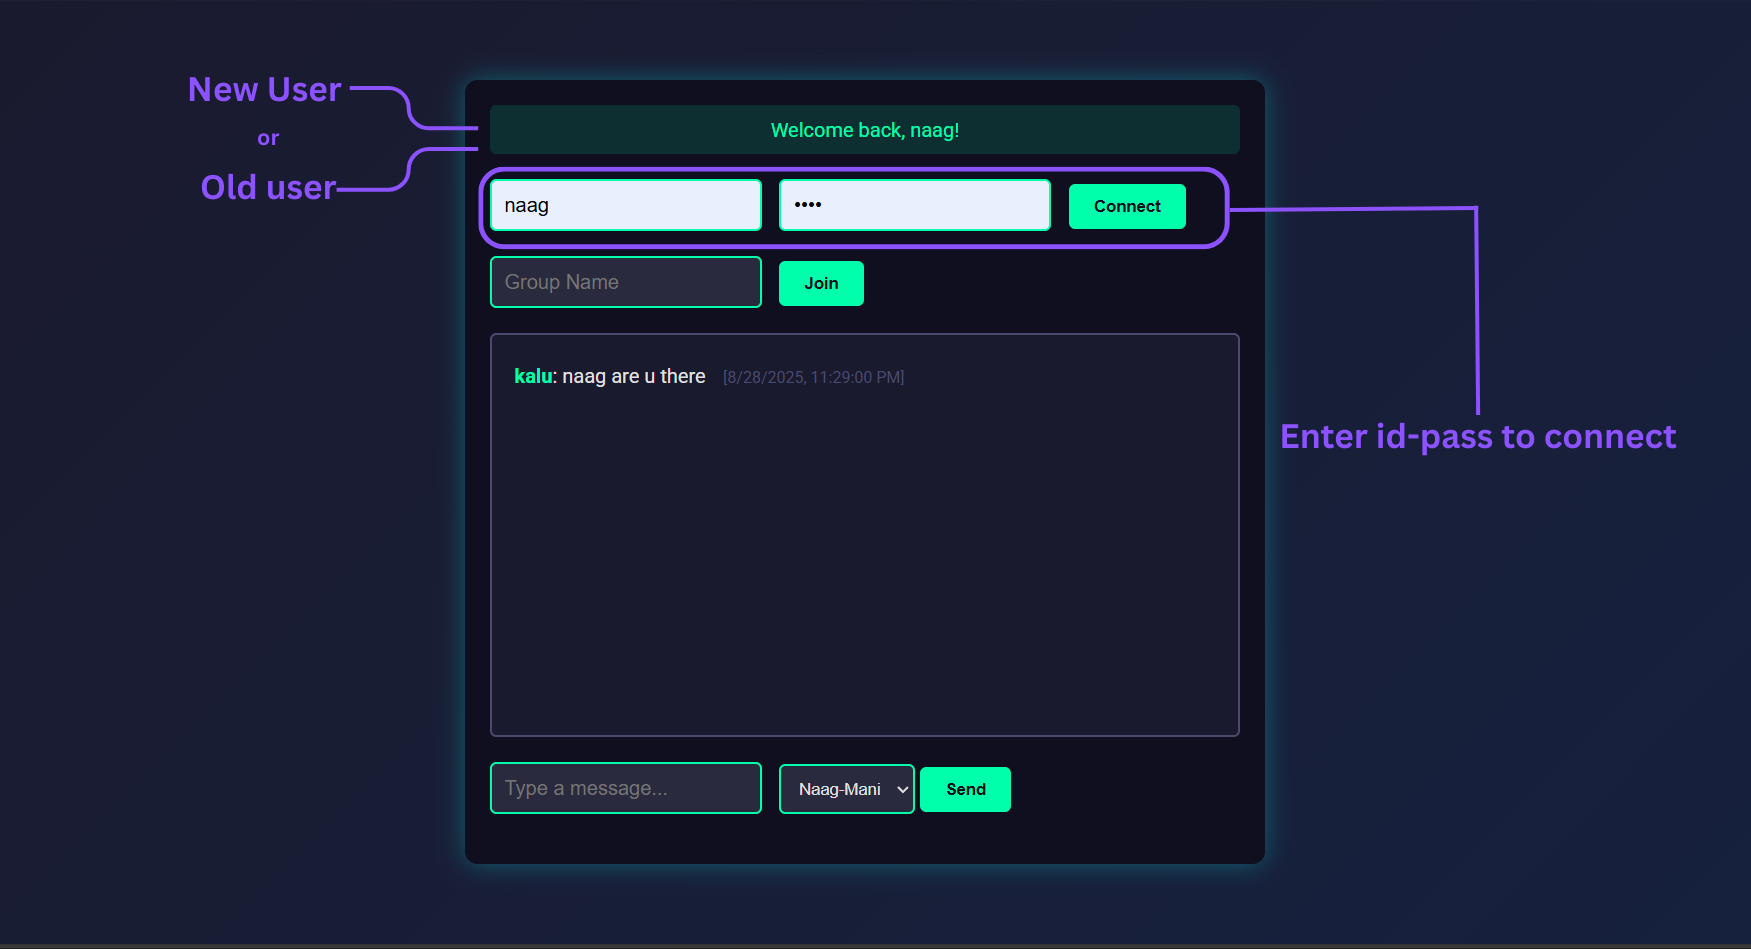 New User
or
Old user
Welcome back, naag!
naag
••••
Connect
Group Name
Join
kalu: naag are u there [8/28/2025, 11:29:00 PM]
Enter id-pass to connect
Type a message...
Naag-Mani
Send